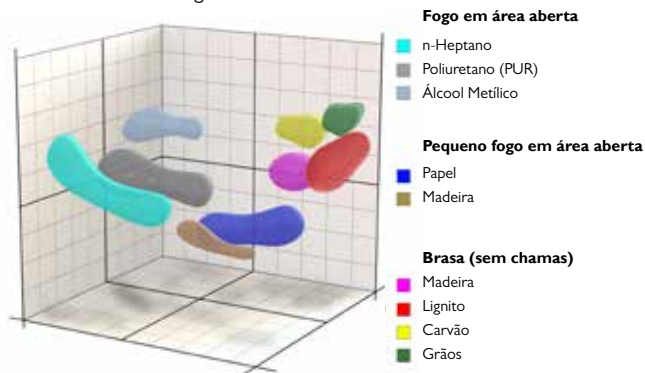 Fogo em área aberta
n-Heptano
Poliuretano (PUR)
Álcool Metílico
Pequeno fogo em área aberta
Papel
Madeira
Brasa (sem chamas)
Madeira
Lignito
Carvão
Grãos